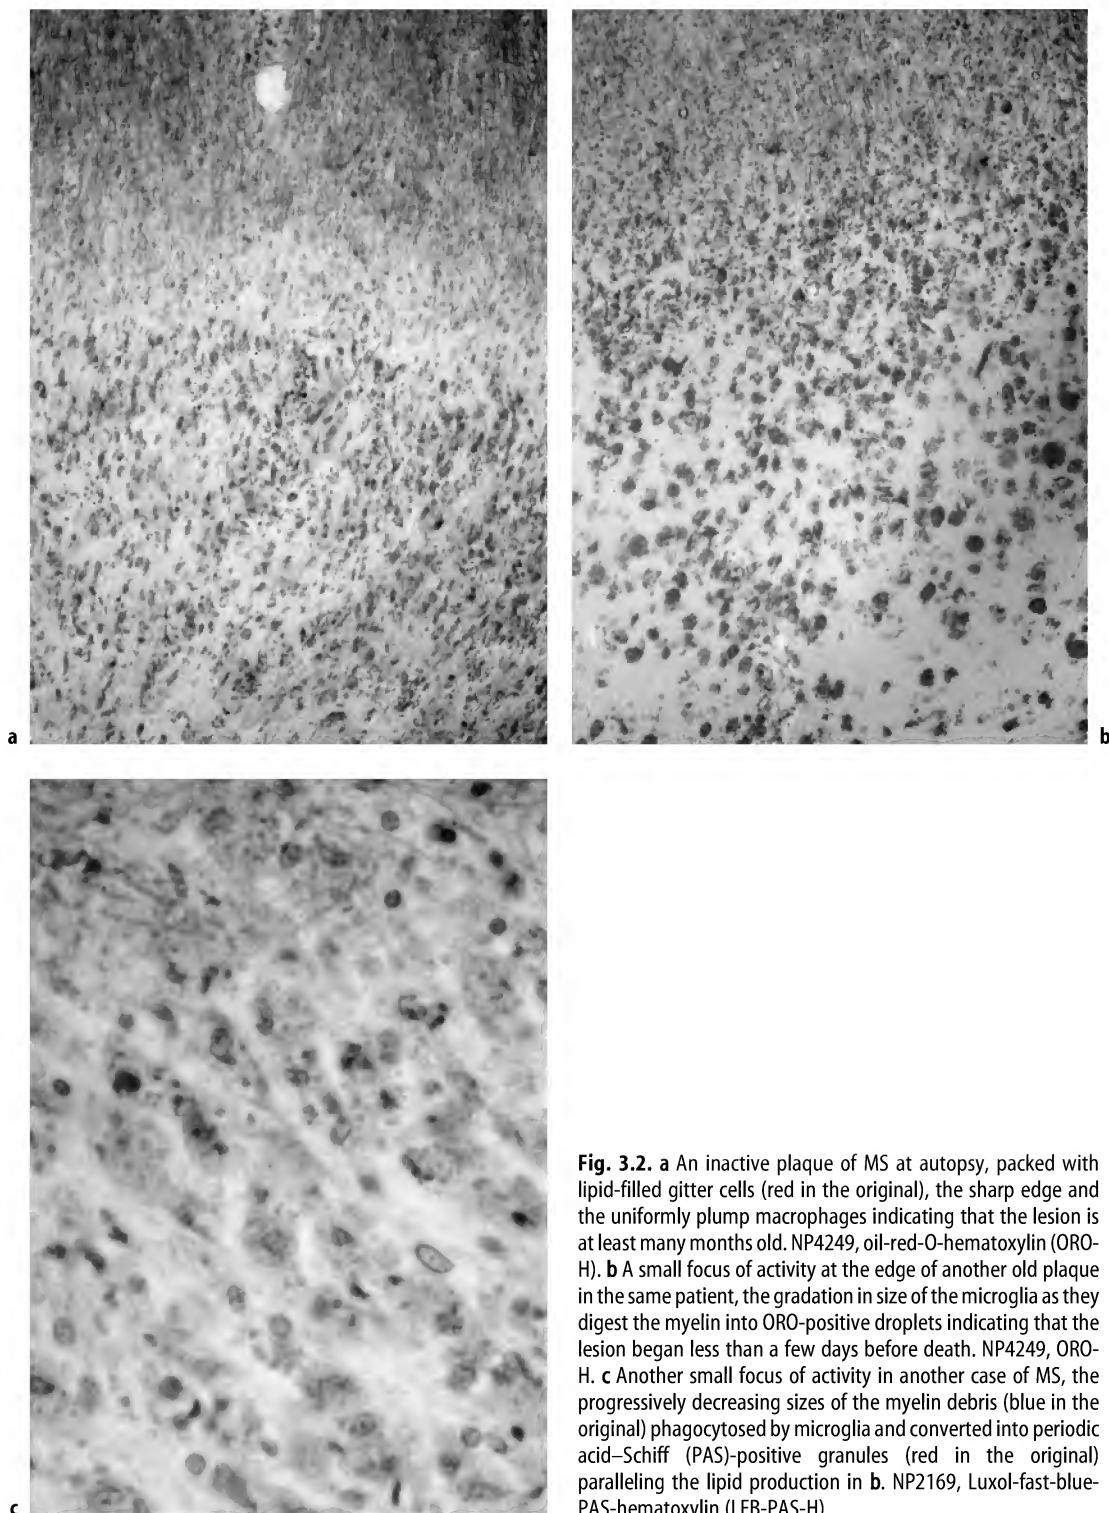 a
b
c
Fig. 3.2. a An inactive plaque of MS at autopsy, packed with
lipid-filled gitter cells (red in the original), the sharp edge and
the uniformly plump macrophages indicating that the lesion is
at least many months old. NP4249, oil-red-O-hematoxylin (ORO-
H). b A small focus of activity at the edge of another old plaque
in the same patient, the gradation in size of the microglia as they
digest the myelin into ORO-positive droplets indicating that the
lesion began less than a few days before death. NP4249, ORO-
H. c Another small focus of activity in another case of MS, the
progressively decreasing sizes of the myelin debris (blue in the
original) phagocytosed by microglia and converted into periodic
acid–Schiff (PAS)-positive granules (red in the original)
paralleling the lipid production in b. NP2169, Luxol-fast-blue-
PAS-hematoxylin (LFB-PAS-H)